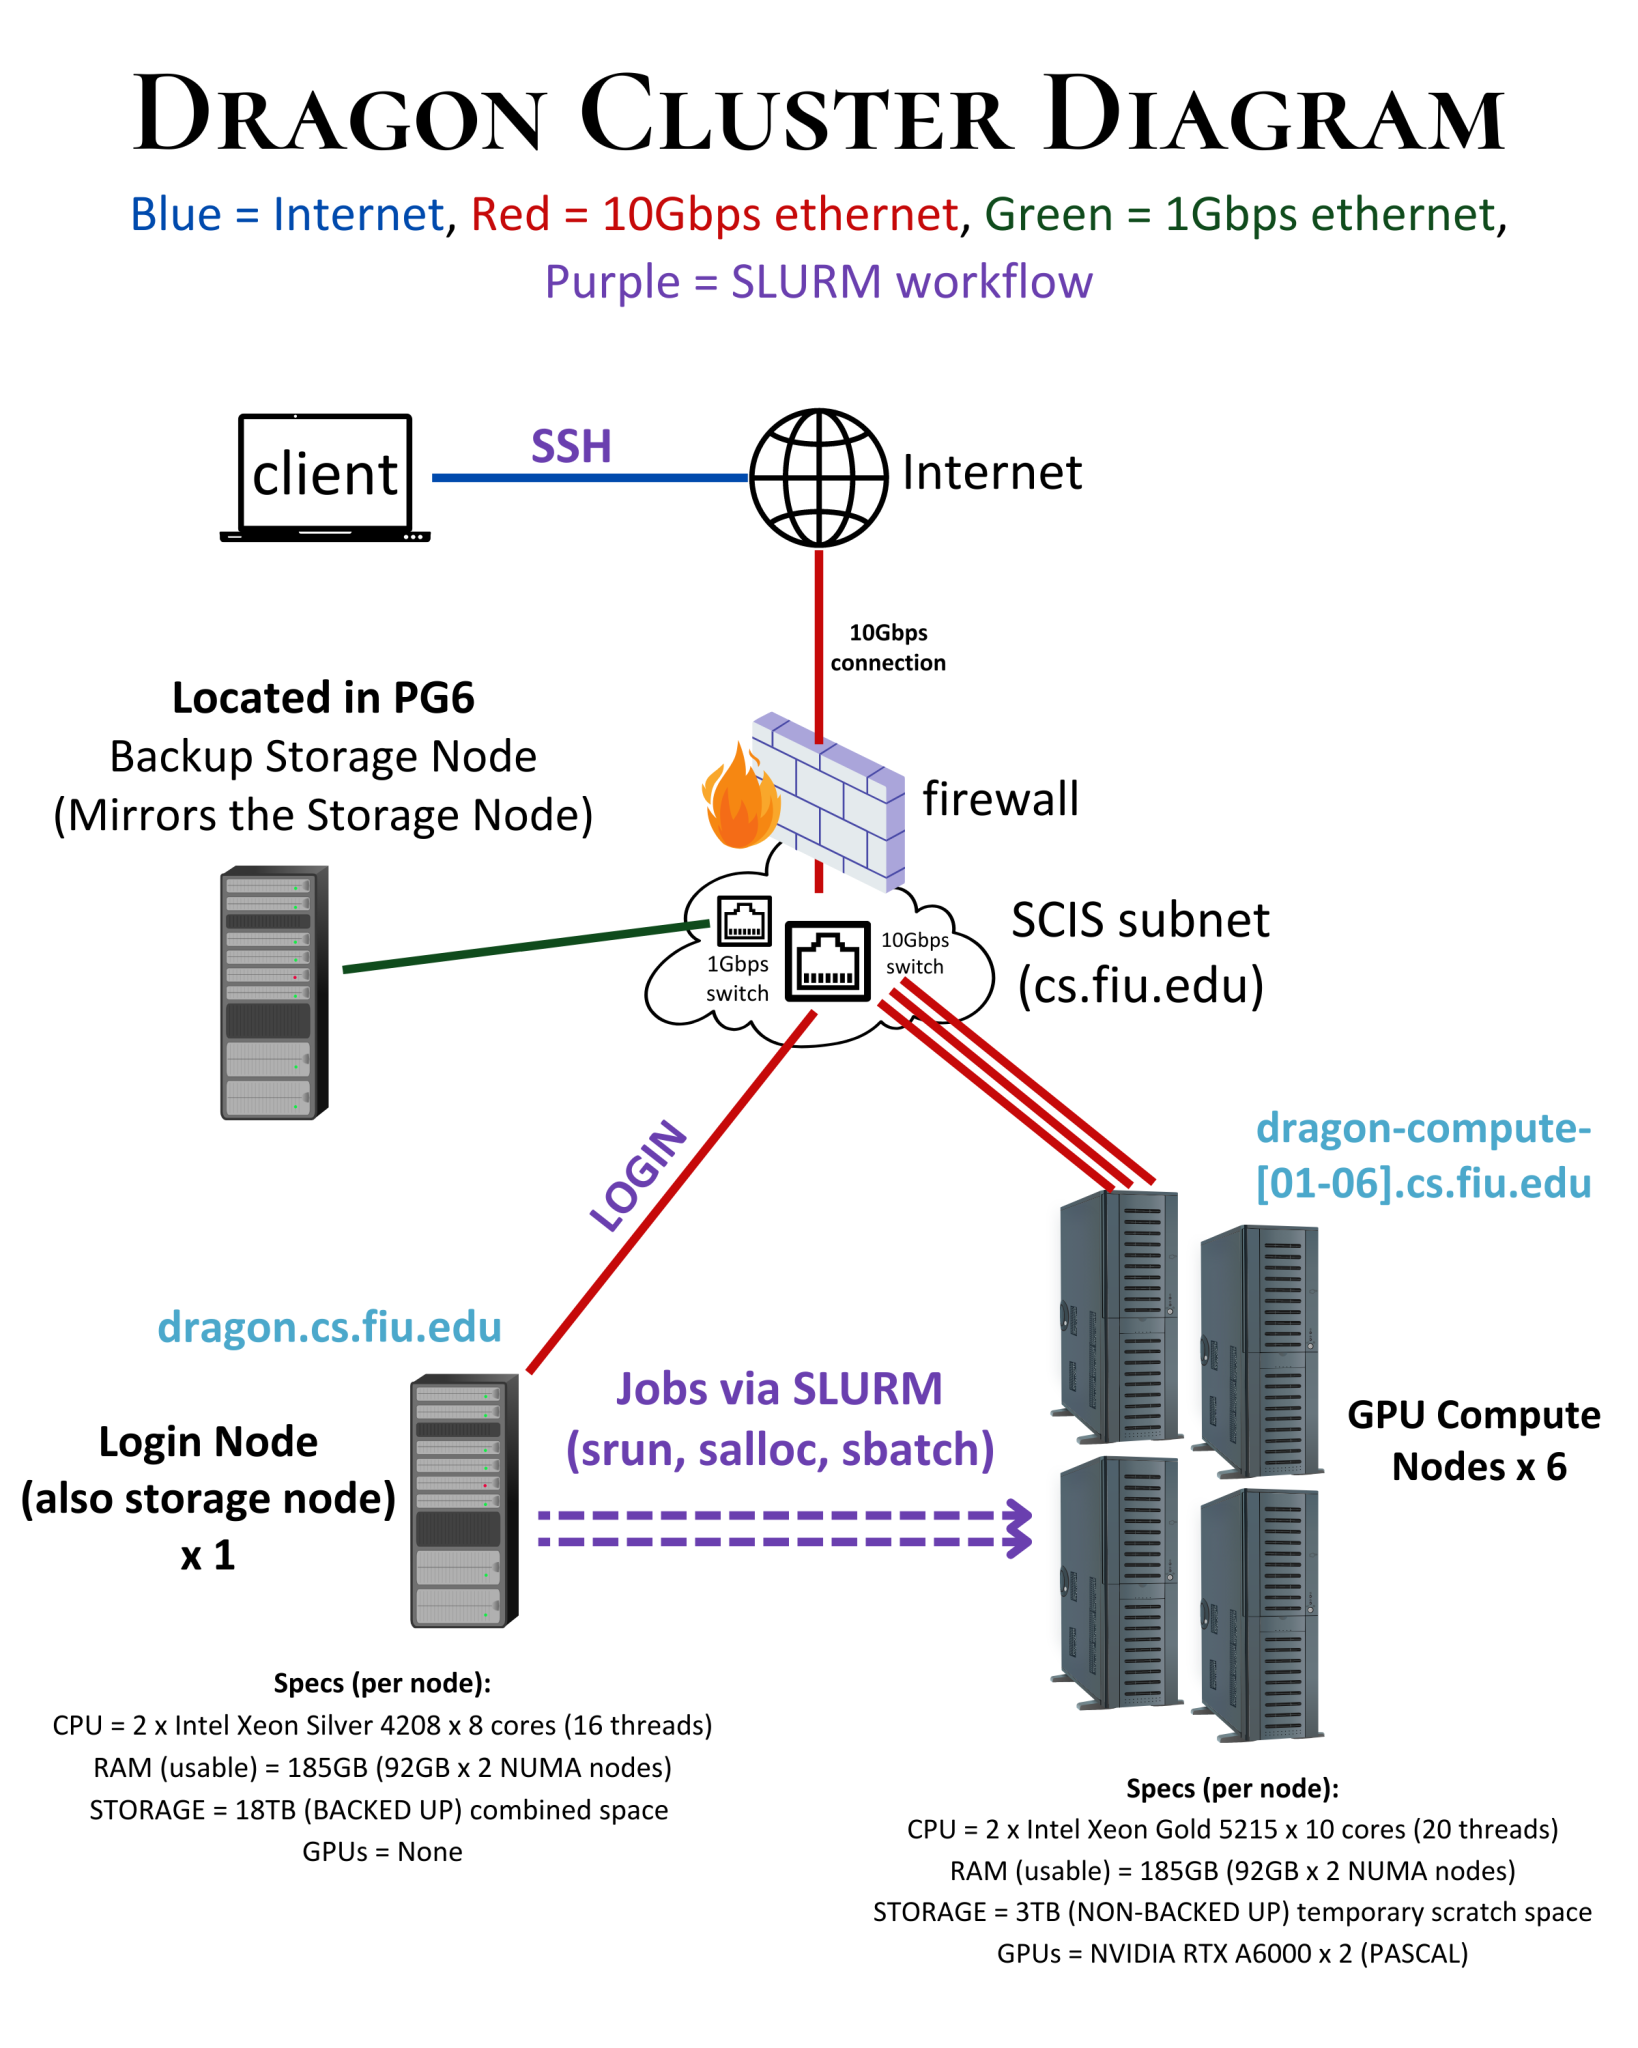 DRAGON CLUSTER DIAGRAM
Blue = Internet, Red = 10Gbps ethernet, Green = 1Gbps ethernet,
Purple = SLURM workflow
client
SSH
Internet
10Gbps
connection
Located in PG6
Backup Storage Node
(Mirrors the Storage Node)
firewall
SCIS subnet
(cs.fiu.edu)
1Gbps
switch
10Gbps
switch
LOGIN
dragon-compute-
[01-06].cs.fiu.edu
dragon.cs.fiu.edu
Login Node
(also storage node)
x 1
Jobs via SLURM
(srun, salloc, sbatch)
GPU Compute
Nodes x 6
Specs (per node):
CPU = 2 x Intel Xeon Silver 4208 x 8 cores (16 threads)
RAM (usable) = 185GB (92GB x 2 NUMA nodes)
STORAGE = 18TB (BACKED UP) combined space
GPUs = None
Specs (per node):
CPU = 2 x Intel Xeon Gold 5215 x 10 cores (20 threads)
RAM (usable) = 185GB (92GB x 2 NUMA nodes)
STORAGE = 3TB (NON-BACKED UP) temporary scratch space
GPUs = NVIDIA RTX A6000 x 2 (PASCAL)